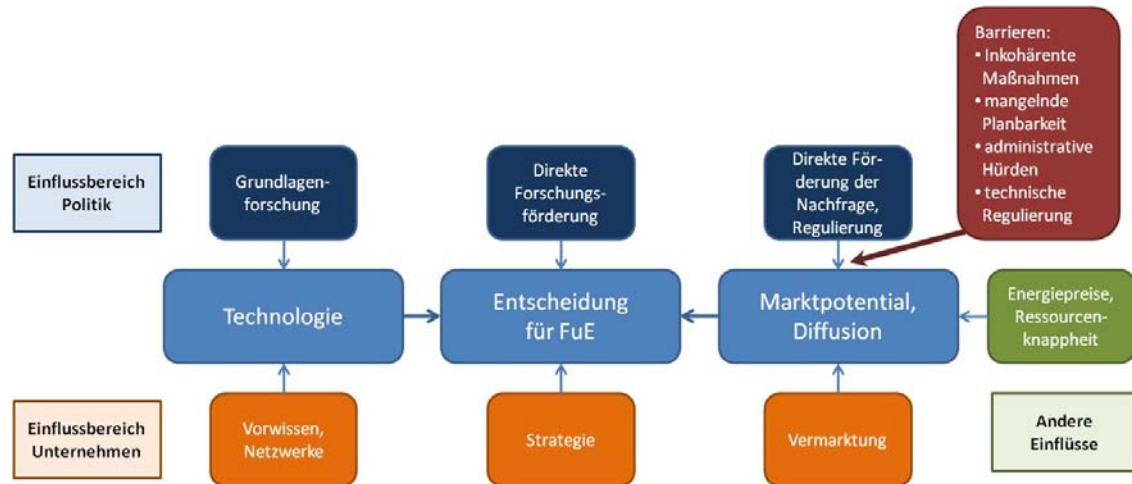 Barrieren:
• Inkohärente
Maßnahmen
• mangelnde
Planbarkeit
• administrative
Hürden
• technische
Regulierung
Einflussbereich
Politik
Grundlagen-
forschung
Direkte
Forschungs-
förderung
Direkte För-
derung der
Nachfrage,
Regulierung
Technologie
Entscheidung
für FuE
Marktpotential,
Diffusion
Energiepreise,
Ressourcen-
knappheit
Einflussbereich
Unternehmen
Vorwissen,
Netzwerke
Strategie
Vermarktung
Andere
Einflüsse